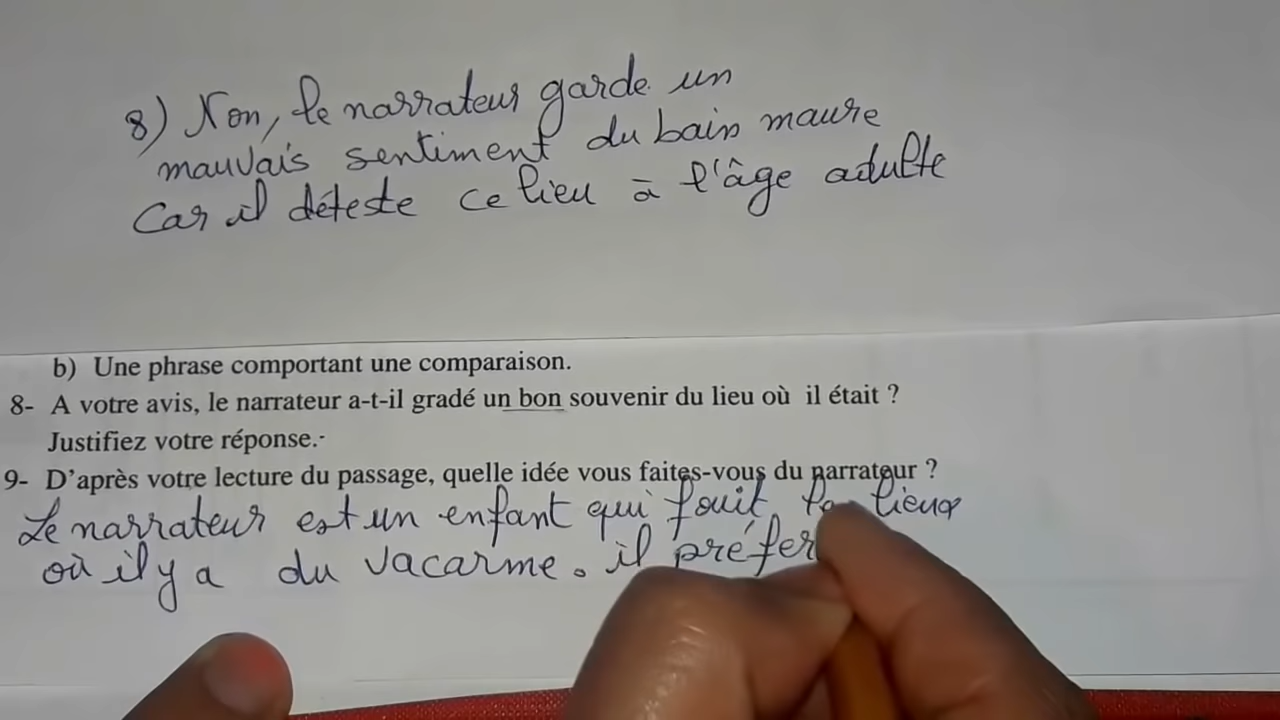 8) Non, le narrateur garde un
mauvais sentiment du bain maure
Car il déteste ce lieu à l'âge adulte
b) Une phrase comportant une comparaison.
8- A votre avis, le narrateur a-t-il gradé un bon souvenir du lieu où il était ?
Justifiez votre réponse.-
9- D'après votre lecture du passage, quelle idée vous faites-vous du narrateur ?
Le narrateur est un enfant qui fouit lieux
où il y a du vacarme. il préfer